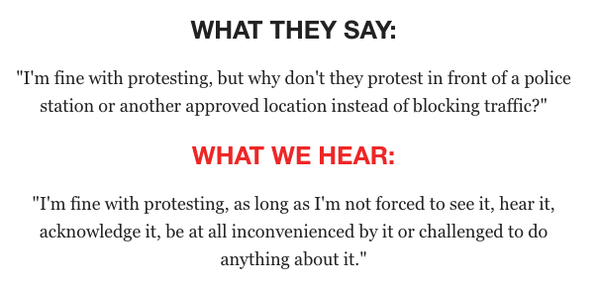 WHAT THEY SAY:
"I'm fine with protesting, but why don't they protest in front of a police
station or another approved location instead of blocking traffic?"
WHAT WE HEAR:
"I'm fine with protesting, as long as I'm not forced to see it, hear it,
acknowledge it, be at all inconvenienced by it or challenged to do
anything about it."